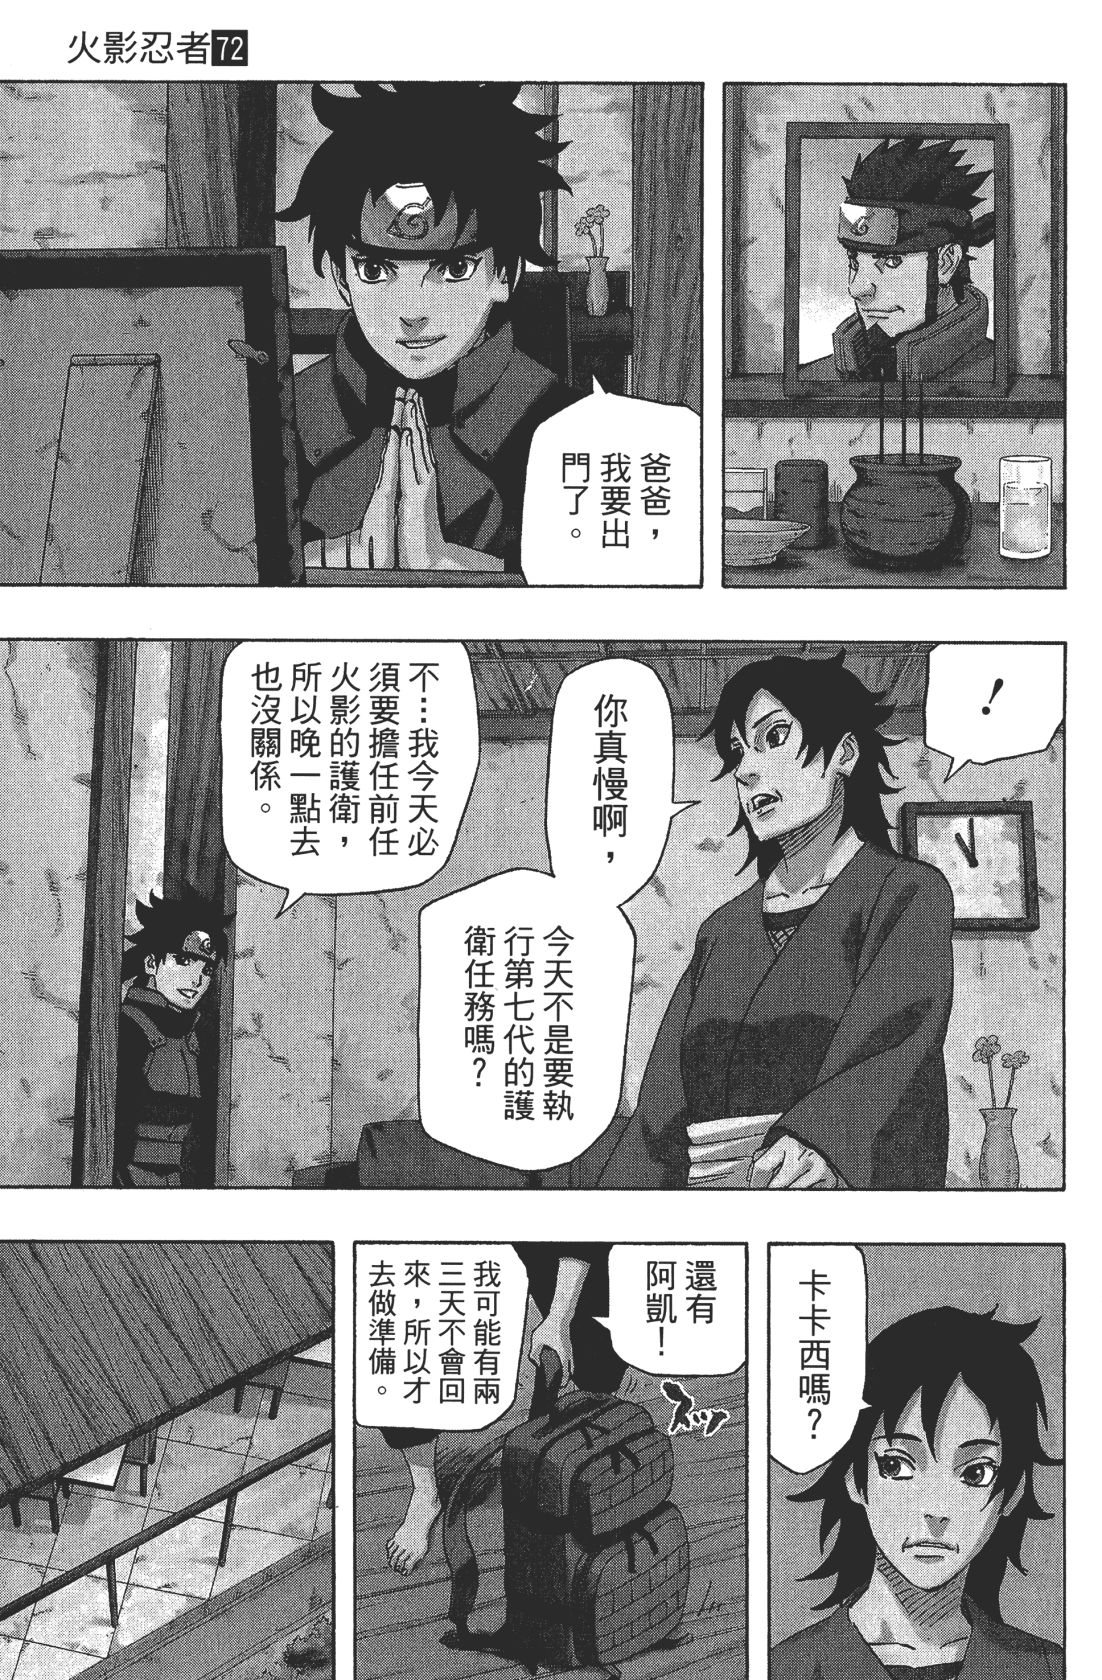 火影忍者72
爸爸，
我要出
門了。
！
你真慢啊，
今天不是要執
行第七代的護
衛任務嗎？
不…我今天必
須要擔任前任
火影的護衛，
所以晚一點去
也沒關係。
卡卡西嗎？
還有
阿凱！
スッ
我可能有兩
三天不會回
來，所以才
去做準備。